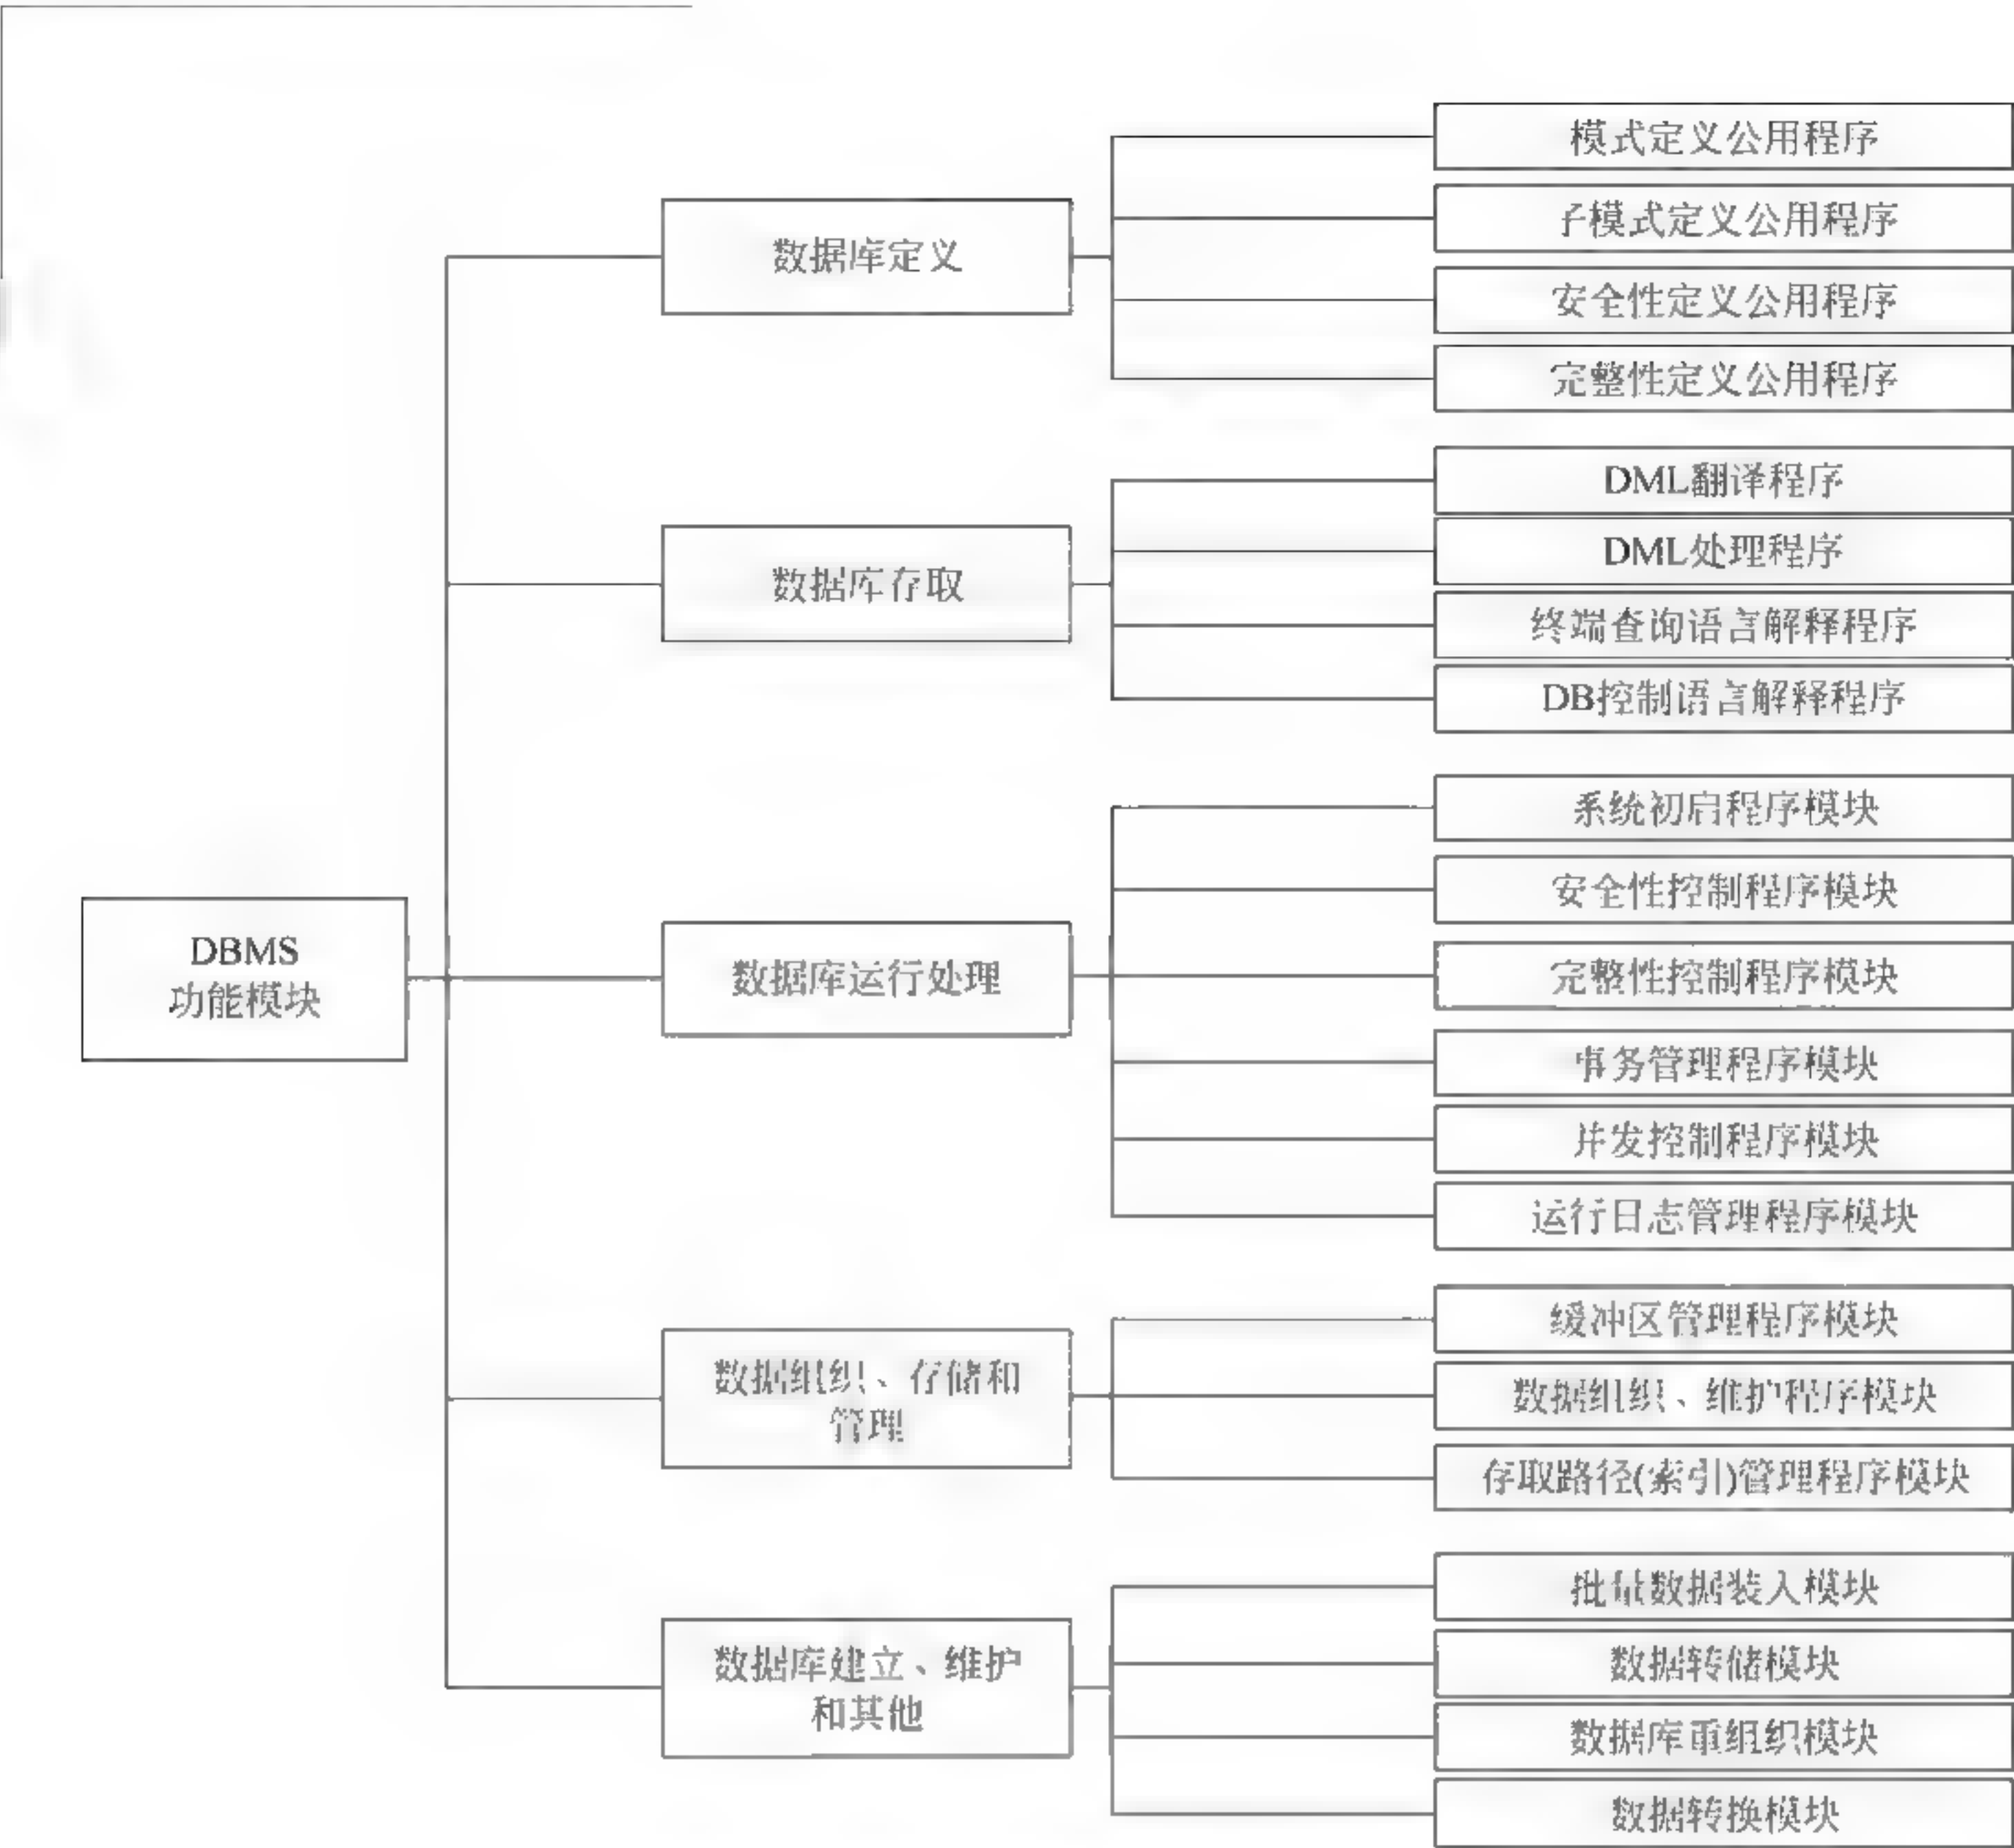 模式定义公用程序
子模式定义公用程序
数据库定义
安全性定义公用程序
完整性定义公用程序
DML翻译程序
DML处理程序
数据库存取
终端查询语言解释程序
DB控制语言解释程序
系统初启程序模块
安全性控制程序模块
DBMS
功能模块
数据库运行处理
完整性控制程序模块
事务管理程序模块
并发控制程序模块
运行日志管理程序模块
缓冲区管理程序模块
数据组织、存储和
管理
数据组织、维护程序模块
存取路径(索引)管理程序模块
批量数据装入模块
数据库建立、维护
和其他
数据转储模块
数据库重组织模块
数据转换模块